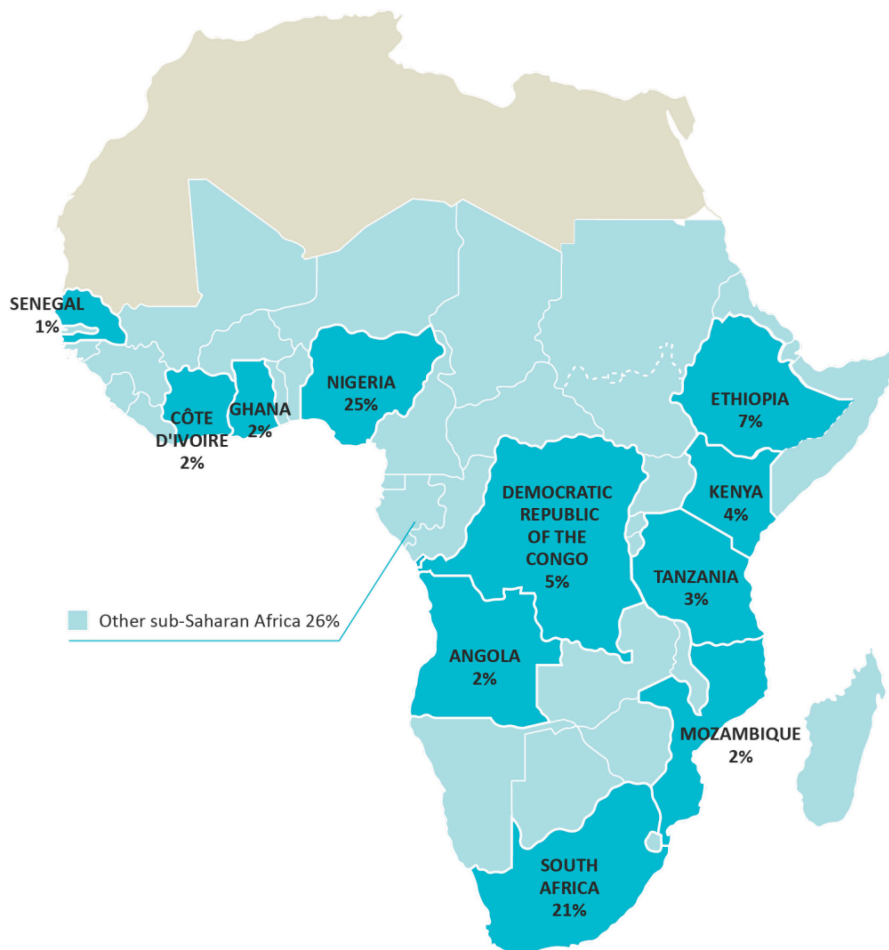 SENEGAL
1%
CÔTE
D'IVOIRE
2%
GHANA
2%
NIGERIA
25%
ETHIOPIA
7%
DEMOCRATIC
REPUBLIC
OF THE
CONGO
5%
KENYA
4%
TANZANIA
3%
Other sub-Saharan Africa 26%
ANGOLA
2%
MOZAMBIQUE
2%
SOUTH
AFRICA
21%